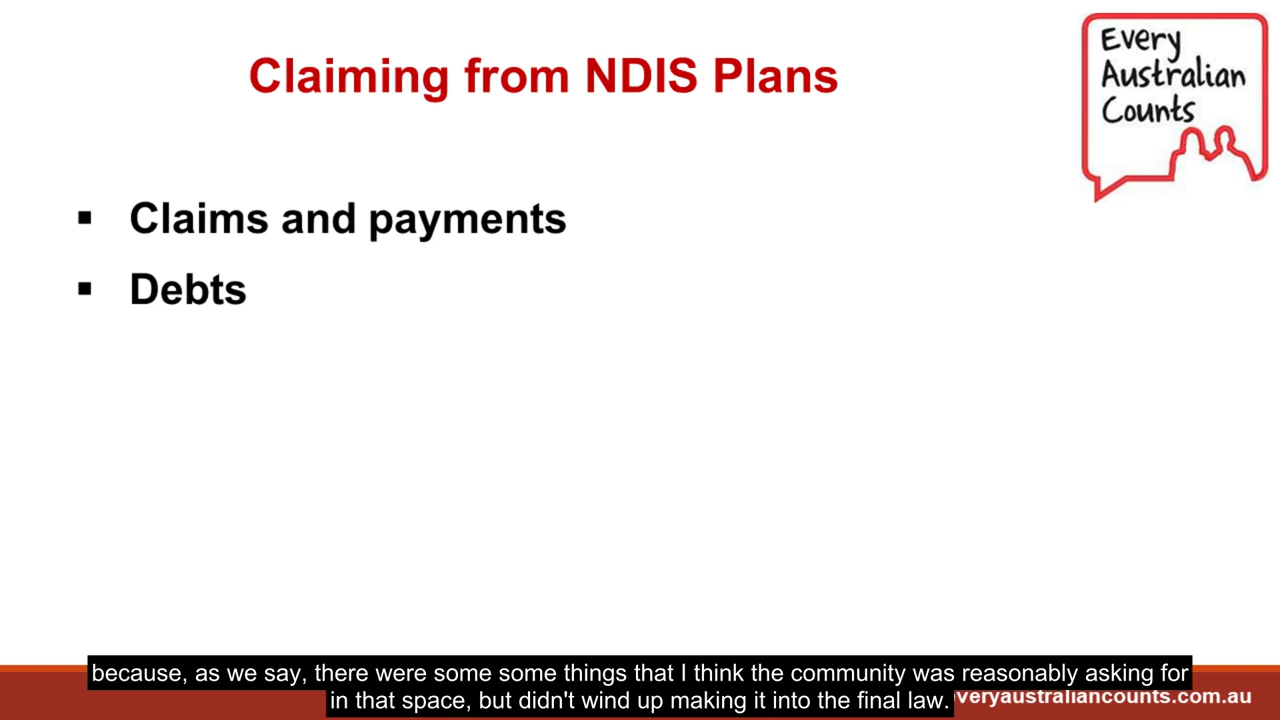 Claiming from NDIS Plans
Every
Australian
Counts
▪ Claims and payments
▪ Debts
because, as we say, there were some some things that I think the community was reasonably asking for
in that space, but didn't wind up making it into the final law.
veryaustraliancounts.com.au